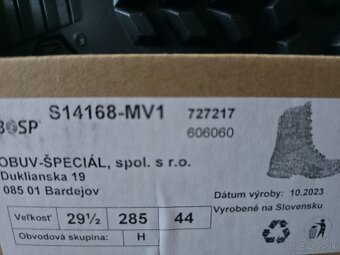 BOSP S14168-MV1 727217
606060
OBUV-ŠPECIÁL, spol. s r.o.
Duklianska 19
085 01 Bardejov
Dátum výroby: 10.2023
Vyrobené na Slovensku
Veľkosť 29½ 285 44
Obvodová skupina: H